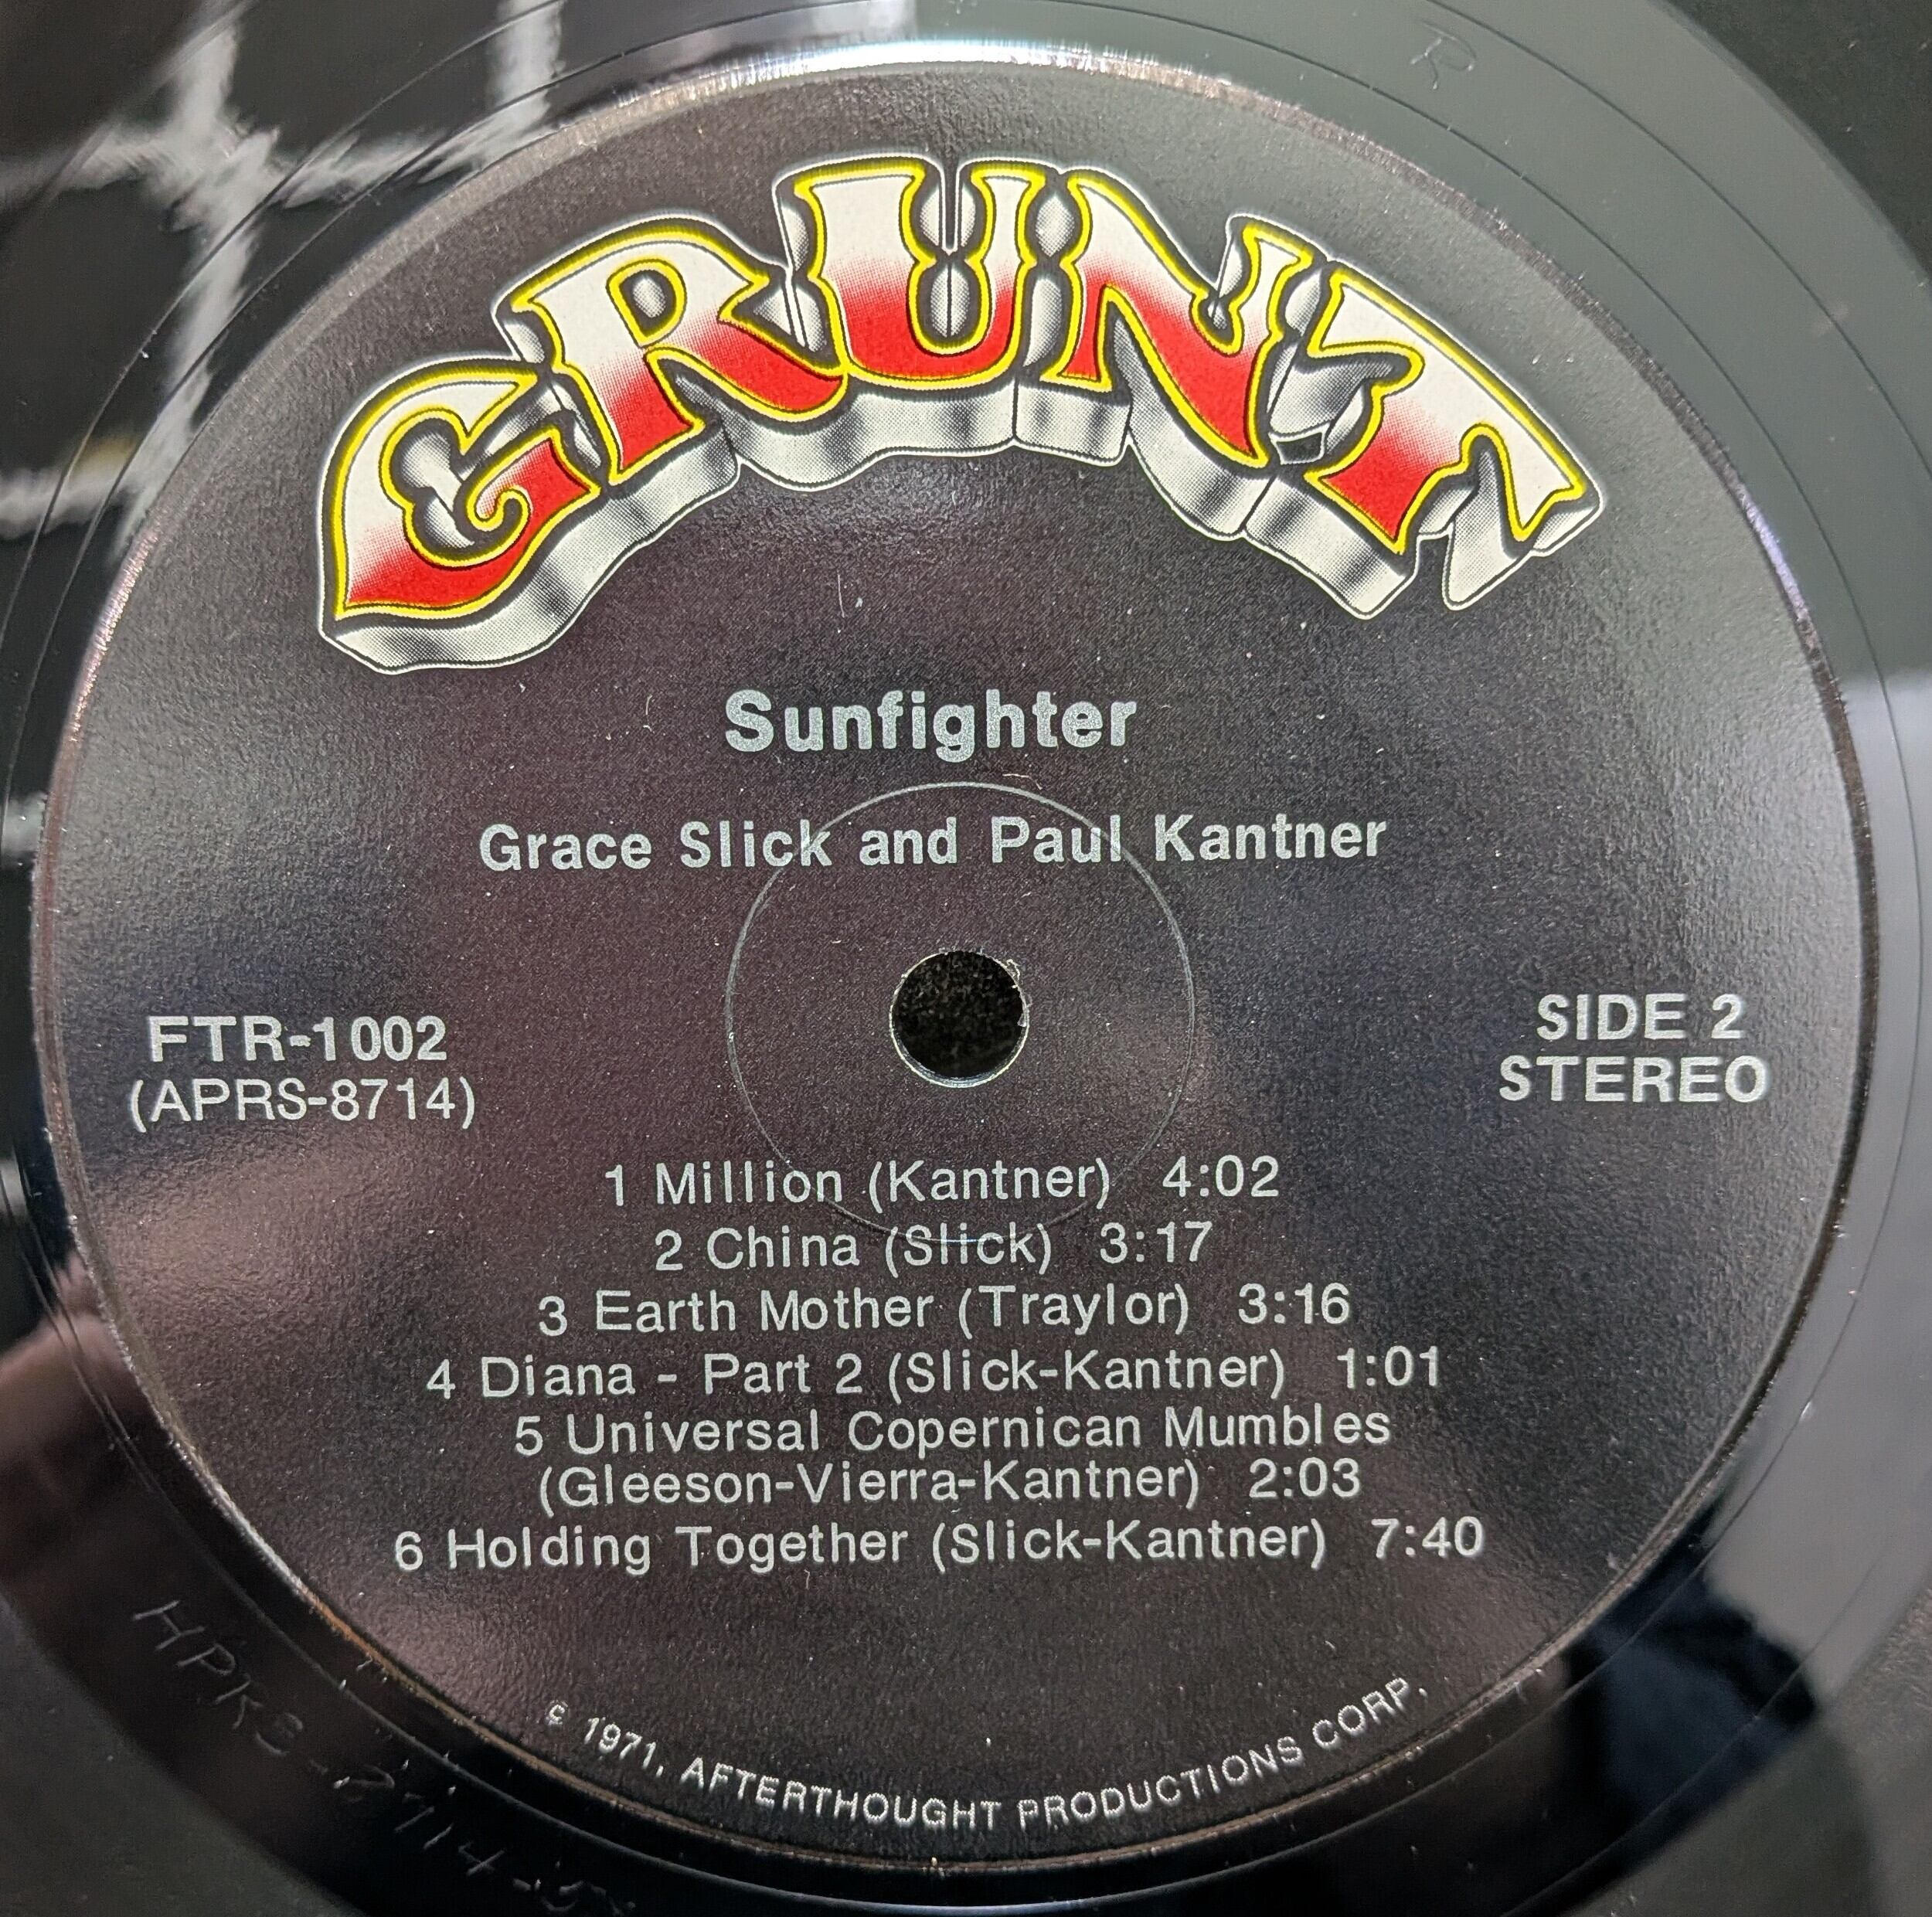 R
GRUNT
Sunfighter
Grace Slick and Paul Kantner
FTR-1002
(APRS-8714)
SIDE 2
STEREO
1 Million (Kantner) 4:02
2 China (Slick) 3:17
3 Earth Mother (Traylor) 3:16
4 Diana - Part 2 (Slick-Kantner) 1:01
5 Universal Copernican Mumbles
(Gleeson-Vierra-Kantner) 2:03
6 Holding Together (Slick-Kantner) 7:40
© 1971, AFTERTHOUGHT PRODUCTIONS CORP.